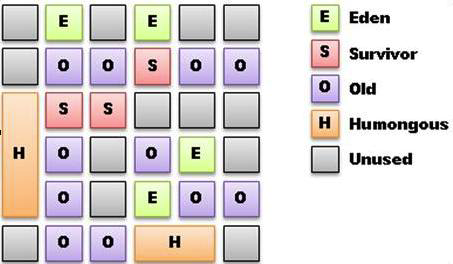 E E
O O S O O
S S
H O O E
O E O O
O O H
E Eden
S Survivor
O Old
H Humongous
Unused